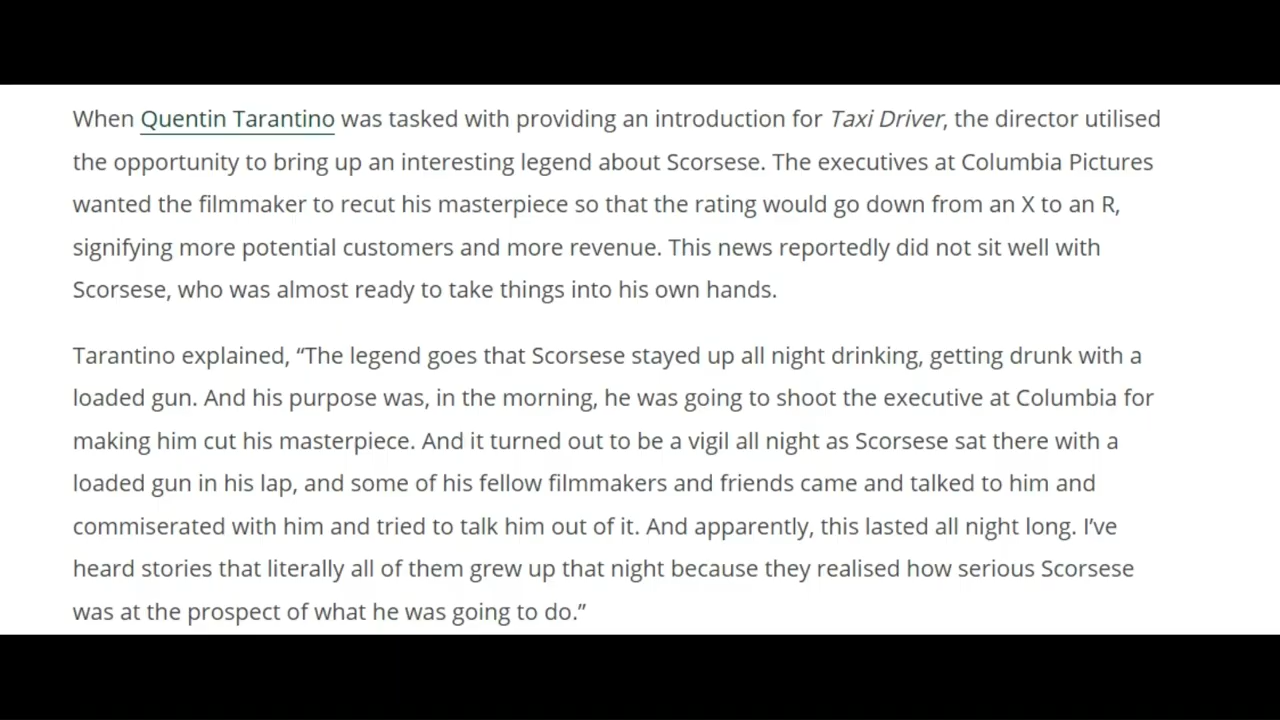 When Quentin Tarantino was tasked with providing an introduction for Taxi Driver, the director utilised
the opportunity to bring up an interesting legend about Scorsese. The executives at Columbia Pictures
wanted the filmmaker to recut his masterpiece so that the rating would go down from an X to an R,
signifying more potential customers and more revenue. This news reportedly did not sit well with
Scorsese, who was almost ready to take things into his own hands.
Tarantino explained, “The legend goes that Scorsese stayed up all night drinking, getting drunk with a
loaded gun. And his purpose was, in the morning, he was going to shoot the executive at Columbia for
making him cut his masterpiece. And it turned out to be a vigil all night as Scorsese sat there with a
loaded gun in his lap, and some of his fellow filmmakers and friends came and talked to him and
commiserated with him and tried to talk him out of it. And apparently, this lasted all night long. I’ve
heard stories that literally all of them grew up that night because they realised how serious Scorsese
was at the prospect of what he was going to do.”